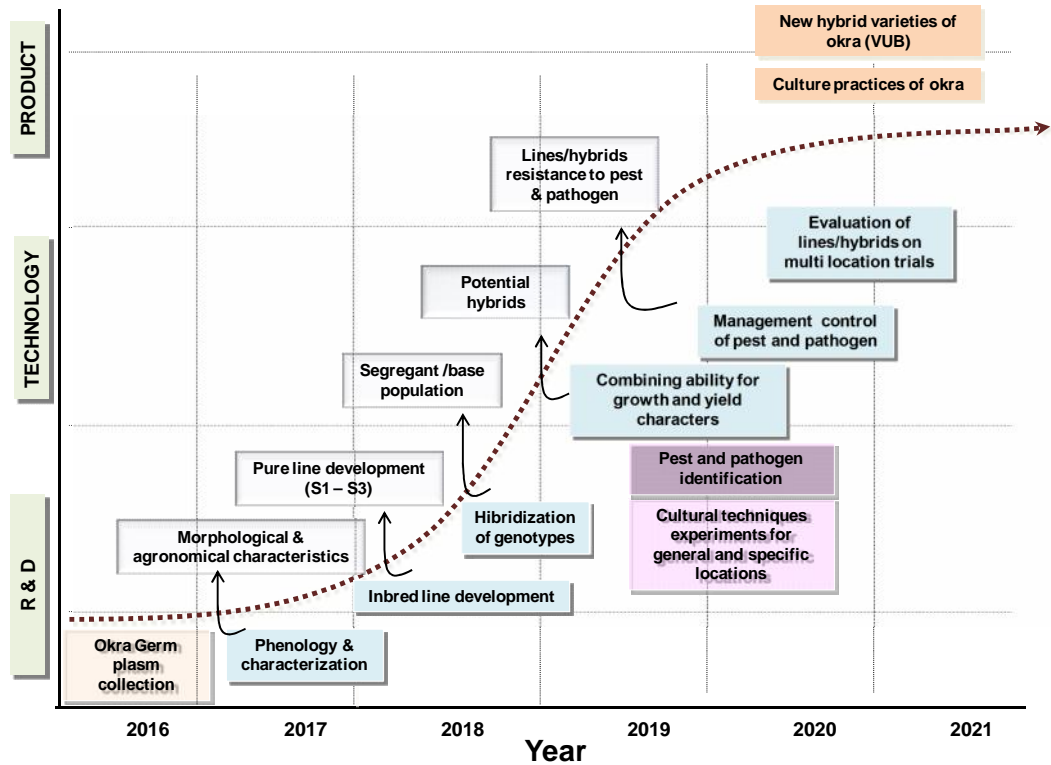 PRODUCT
TECHNOLOGY
R & D
New hybrid varieties of
okra (VUB)
Culture practices of okra
Lines/hybrids
resistance to pest
& pathogen
Evaluation of
lines/hybrids on
multi location trials
Potential
hybrids
Management control
of pest and pathogen
Segregant /base
population
Combining ability for
growth and yield
characters
Pure line development
(S1 – S3)
Pest and pathogen
identification
Hibridization
of genotypes
Cultural techniques
experiments for
general and specific
locations
Morphological &
agronomical characteristics
Inbred line development
Okra Germ
plasm
collection
Phenology &
characterization
2016
2017
2018
2019
2020
2021
Year